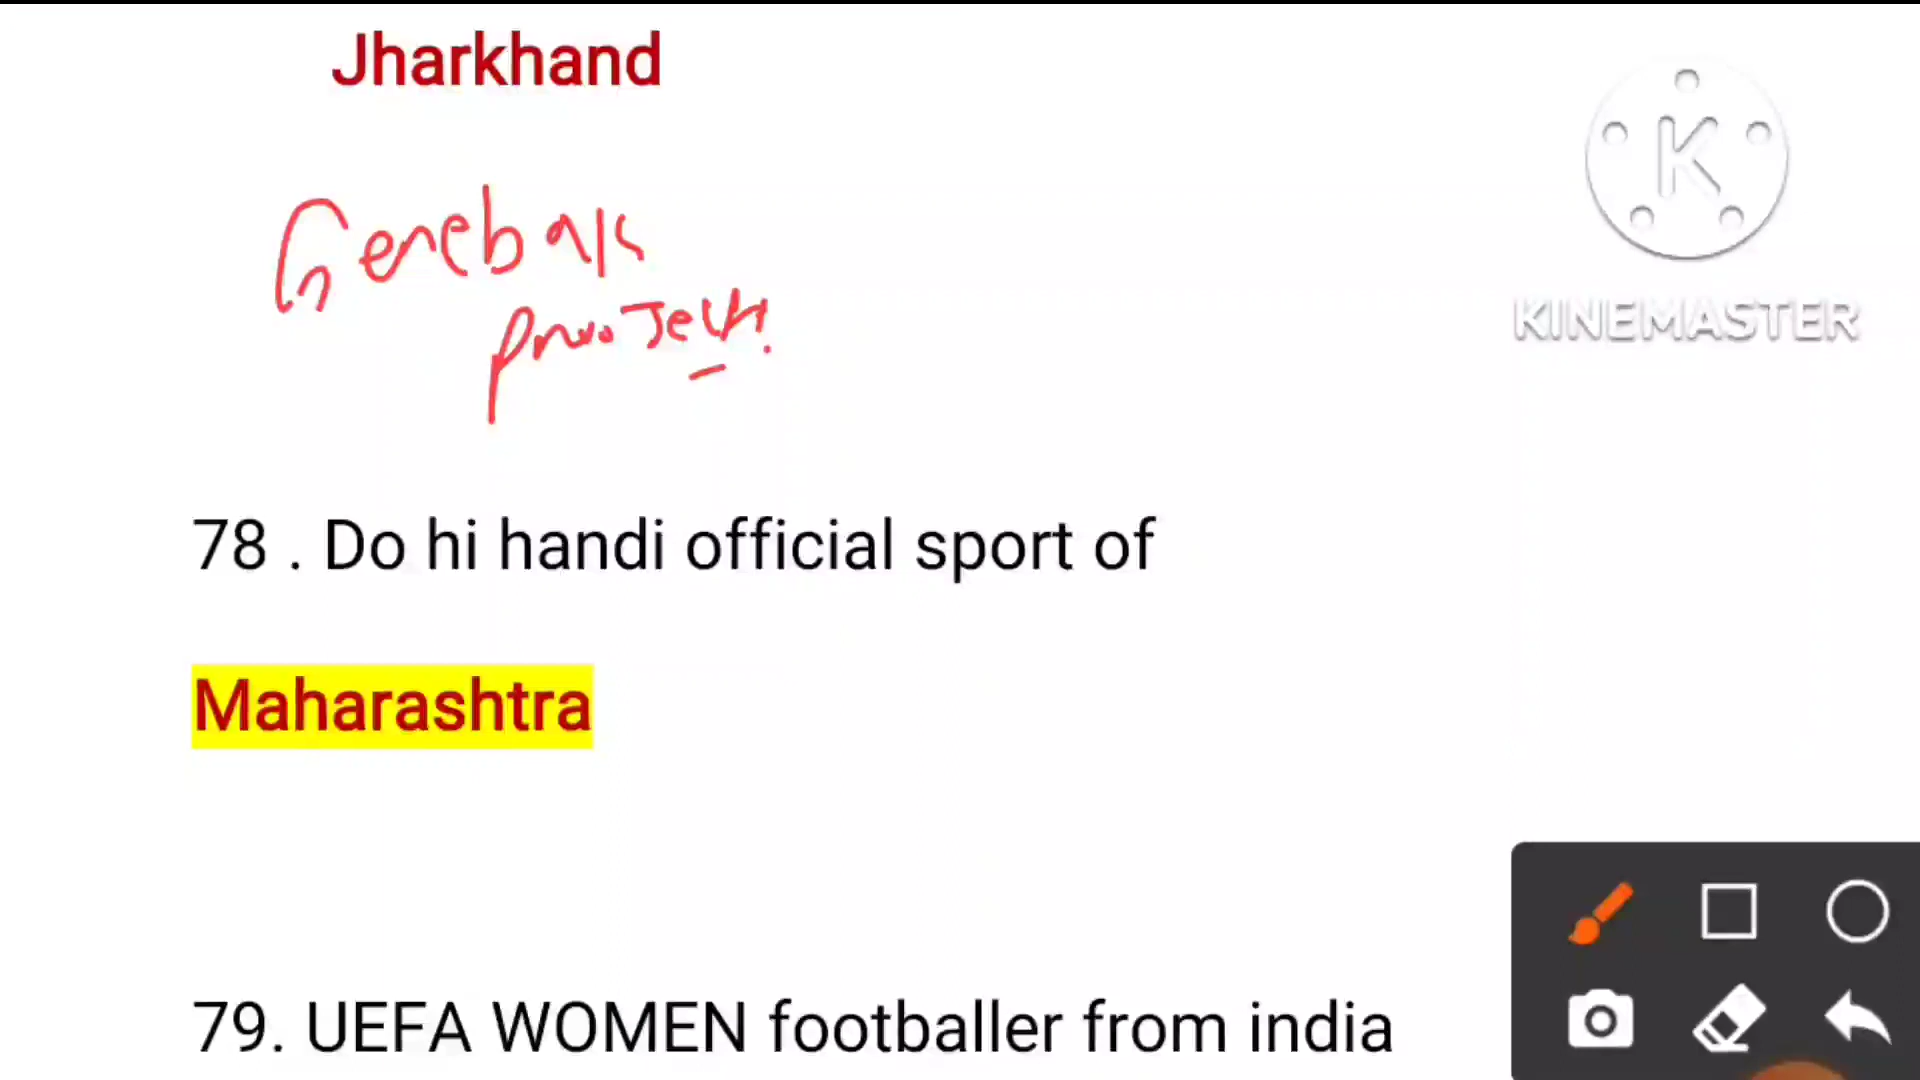 Jharkhand
K
KINEMASTER
78 . Do hi handi official sport of
Maharashtra
79. UEFA WOMEN footballer from india